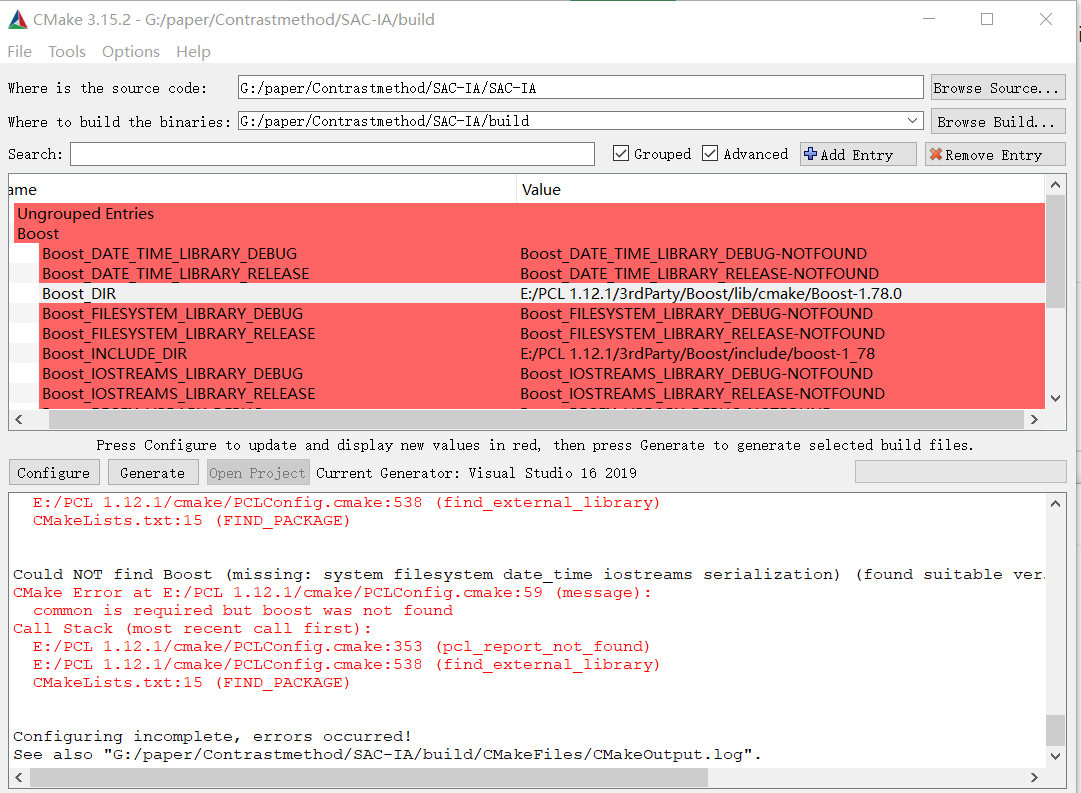 CMake 3.15.2 - G:/paper/Contrastmethod/SAC-IA/build
File Tools Options Help
Where is the source code: G:/paper/Contrastmethod/SAC-IA/SAC-IA Browse Source...
Where to build the binaries: G:/paper/Contrastmethod/SAC-IA/build Browse Build...
Search: Grouped Advanced Add Entry Remove Entry
ame Value
Ungrouped Entries
Boost
Boost_DATE_TIME_LIBRARY_DEBUG Boost_DATE_TIME_LIBRARY_DEBUG-NOTFOUND
Boost_DATE_TIME_LIBRARY_RELEASE Boost_DATE_TIME_LIBRARY_RELEASE-NOTFOUND
Boost_DIR E:/PCL 1.12.1/3rdParty/Boost/lib/cmake/Boost-1.78.0
Boost_FILESYSTEM_LIBRARY_DEBUG Boost_FILESYSTEM_LIBRARY_DEBUG-NOTFOUND
Boost_FILESYSTEM_LIBRARY_RELEASE Boost_FILESYSTEM_LIBRARY_RELEASE-NOTFOUND
Boost_INCLUDE_DIR E:/PCL 1.12.1/3rdParty/Boost/include/boost-1_78
Boost_IOSTREAMS_LIBRARY_DEBUG Boost_IOSTREAMS_LIBRARY_DEBUG-NOTFOUND
Boost_IOSTREAMS_LIBRARY_RELEASE Boost_IOSTREAMS_LIBRARY_RELEASE-NOTFOUND
Press Configure to update and display new values in red, then press Generate to generate selected build files.
Configure Generate Open Project Current Generator: Visual Studio 16 2019
E:/PCL 1.12.1/cmake/PCLConfig.cmake:538 (find_external_library)
CMakeLists.txt:15 (FIND_PACKAGE)
Could NOT find Boost (missing: system filesystem date_time iostreams serialization) (found suitable ver
CMake Error at E:/PCL 1.12.1/cmake/PCLConfig.cmake:59 (message):
common is required but boost was not found
Call Stack (most recent call first):
E:/PCL 1.12.1/cmake/PCLConfig.cmake:353 (pcl_report_not_found)
E:/PCL 1.12.1/cmake/PCLConfig.cmake:538 (find_external_library)
CMakeLists.txt:15 (FIND_PACKAGE)
Configuring incomplete, errors occurred!
See also "G:/paper/Contrastmethod/SAC-IA/build/CMakeFiles/CMakeOutput.log".